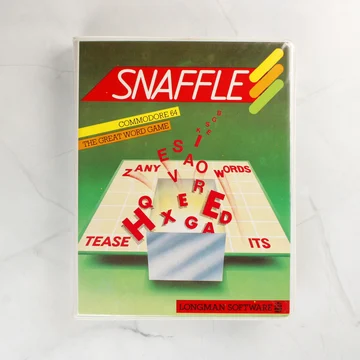 SNAFFLE
COMMODORE 64
THE GREAT WORD GAME
ZANY
WORDS
TEASE
ITS
LONGMAN SOFTWARE